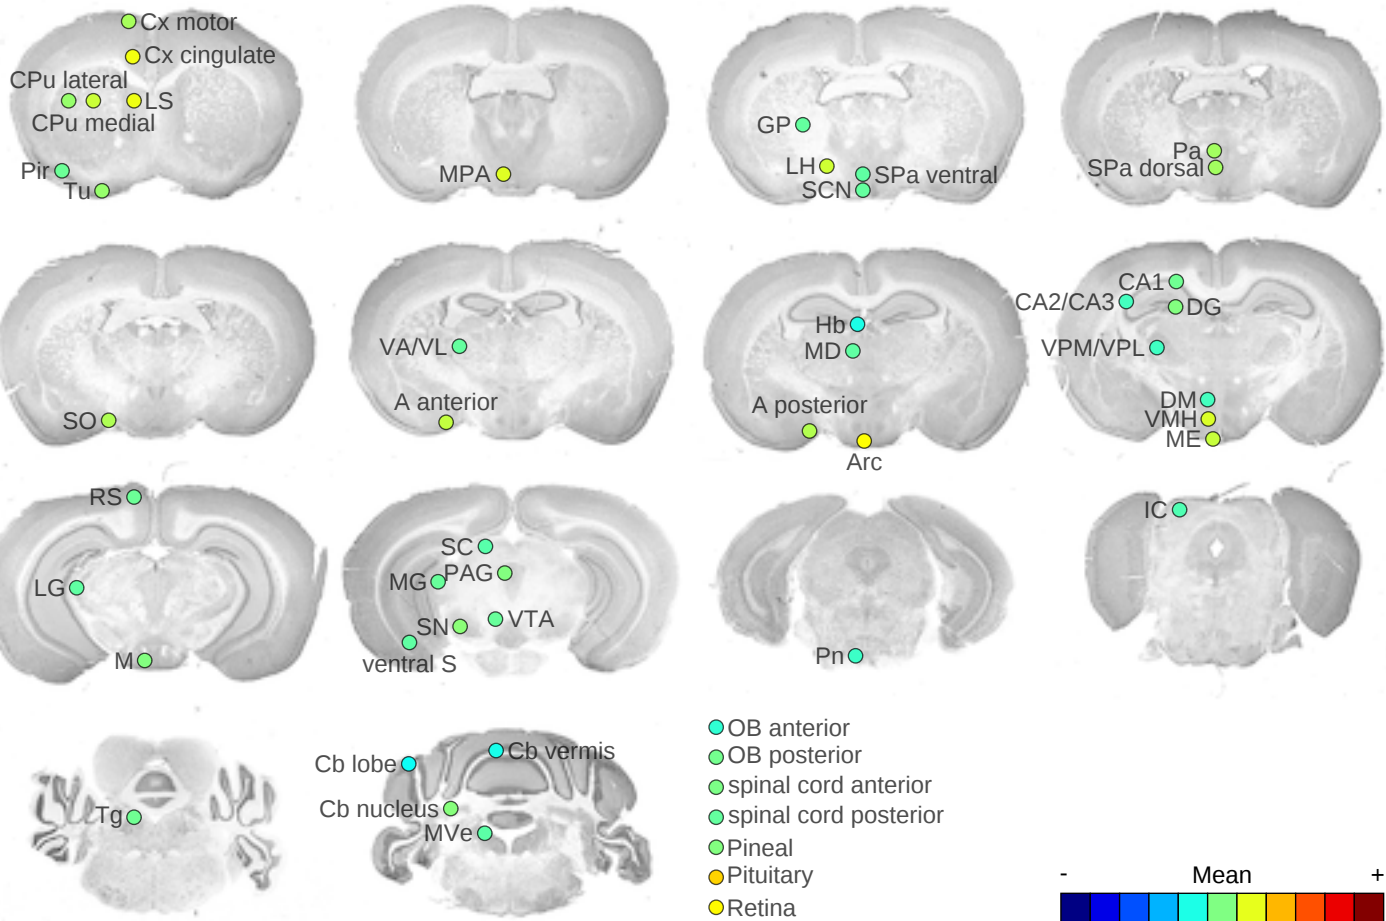 Cx motor
Cx cingulate
CPu lateral
LS
CPu medial
Pir
Tu
MPA
GP
LH
SPa ventral
SCN
Pa
SPa dorsal
SO
VA/VL
A anterior
Hb
MD
A posterior
Arc
CA1
CA2/CA3
DG
VPM/VPL
DM
VMH
ME
RS
LG
M
SC
MG
PAG
SN
VTA
ventral S
Pn
IC
Tg
Cb lobe
Cb vermis
Cb nucleus
MVe
OB anterior
OB posterior
spinal cord anterior
spinal cord posterior
Pineal
Pituitary
Retina
- Mean +